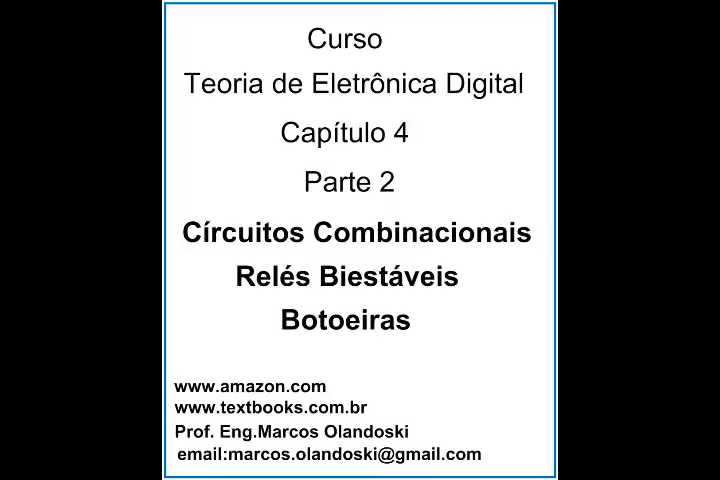 Curso
Teoria de Eletrônica Digital
Capítulo 4
Parte 2
Círcuitos Combinacionais
Relés Biestáveis
Botoeiras
www.amazon.com
www.textbooks.com.br
Prof. Eng.Marcos Olandoski
email:marcos.olandoski@gmail.com